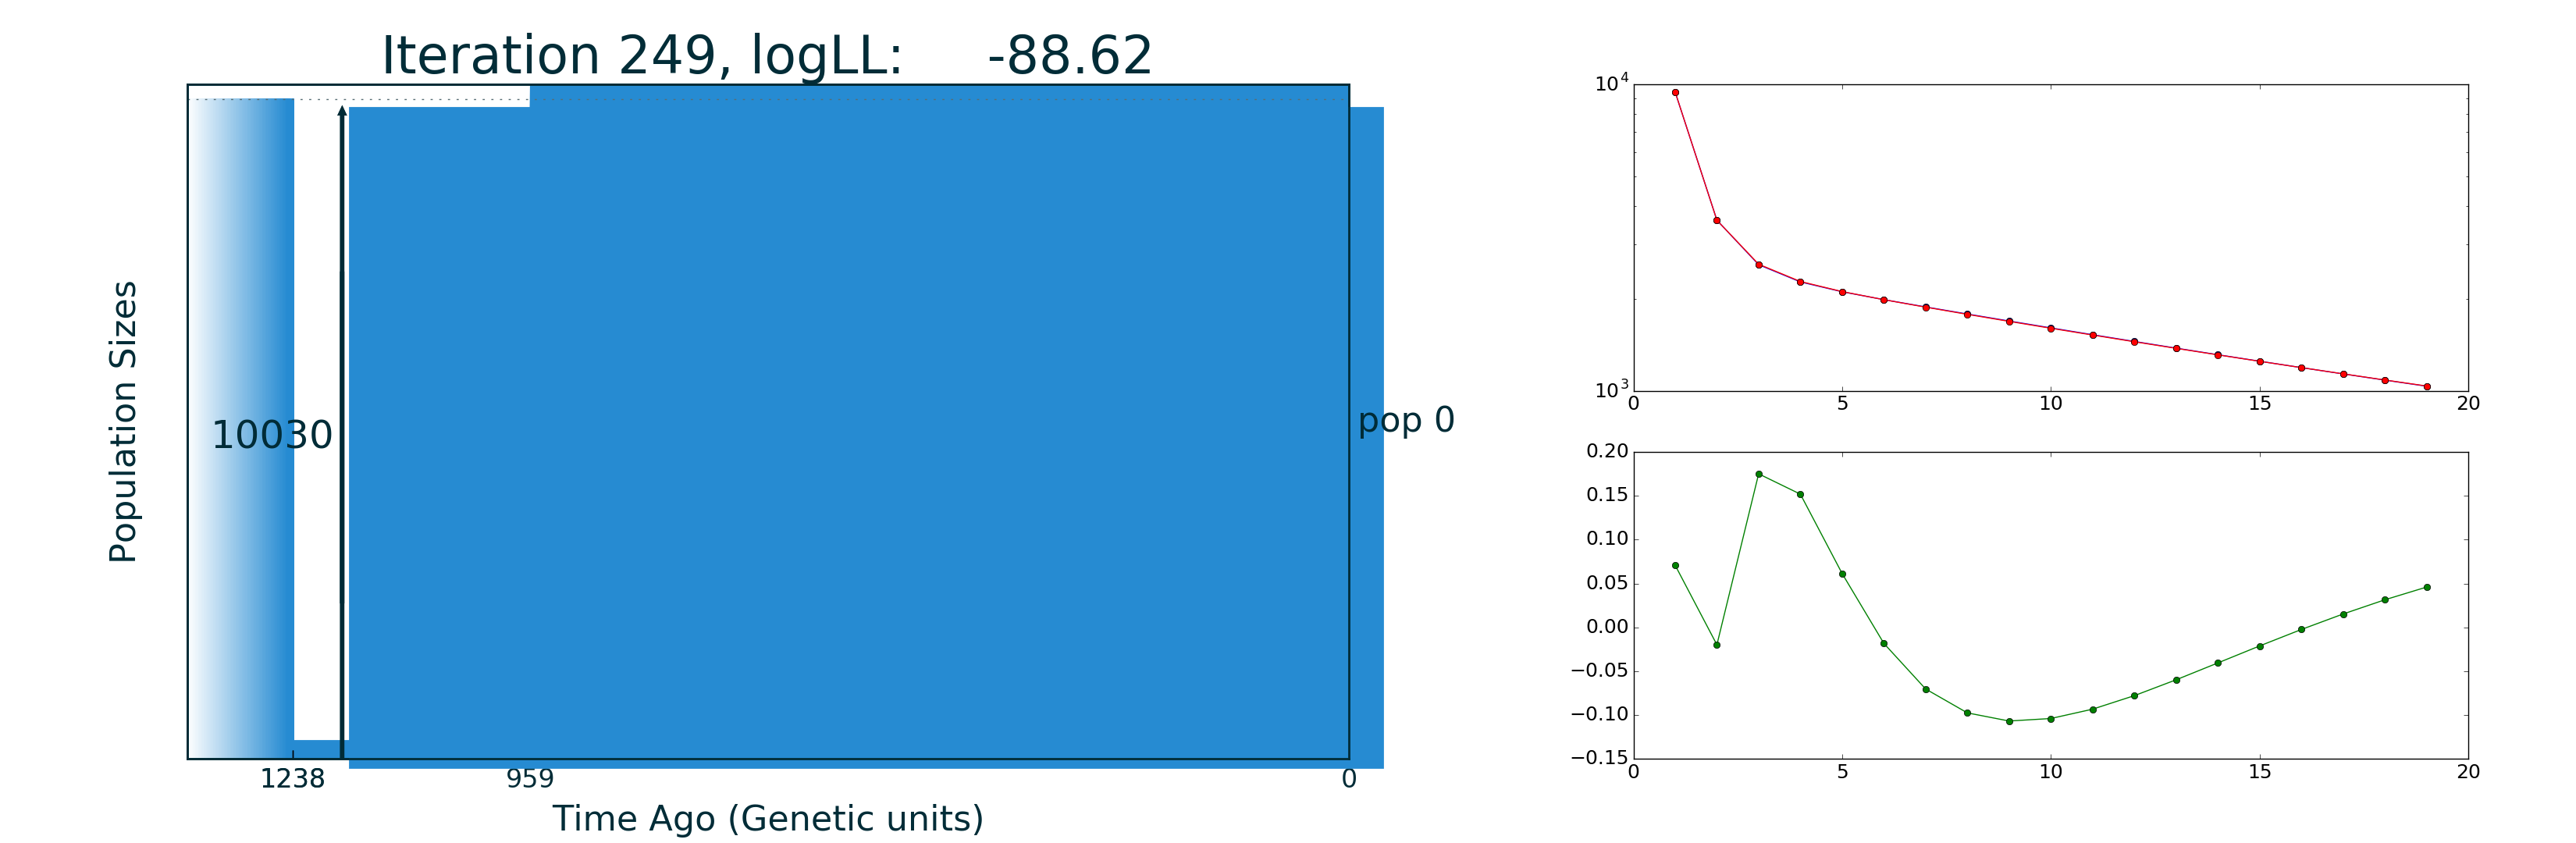 Iteration 249, logLL: -88.62
Population Sizes
10030
pop 0
1238 959 0
Time Ago (Genetic units)
10^4
10^3
0 5 10 15 20
0.20
0.15
0.10
0.05
0.00
−0.05
−0.10
−0.15
0 5 10 15 20